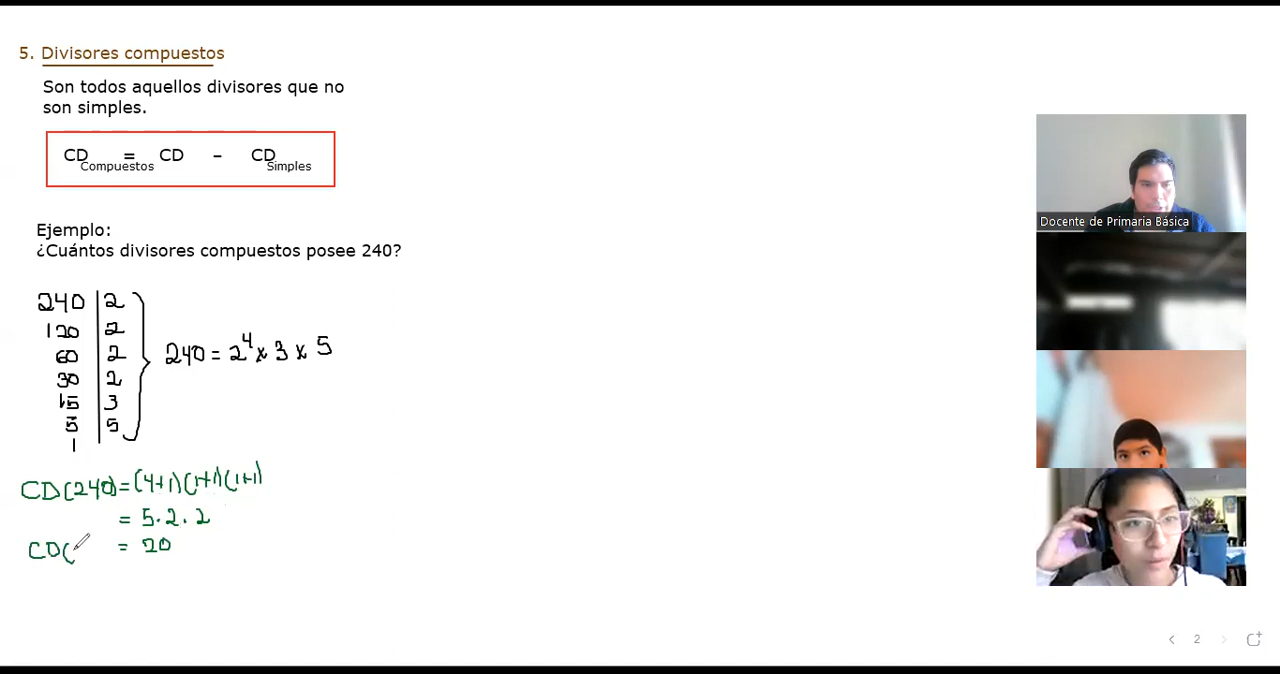 5. Divisores compuestos
Son todos aquellos divisores que no
son simples.
CD Compuestos = CD - CD Simples
Ejemplo:
¿Cuántos divisores compuestos posee 240?
240 | 2
120 | 2
60 | 2
30 | 2
15 | 3
5 | 5
1
240 = 2⁴ x 3 x 5
CD(240) = (4+1)(1+1)(1+1)
= 5.2.2
CD( = 20
Docente de Primaria Básica
2